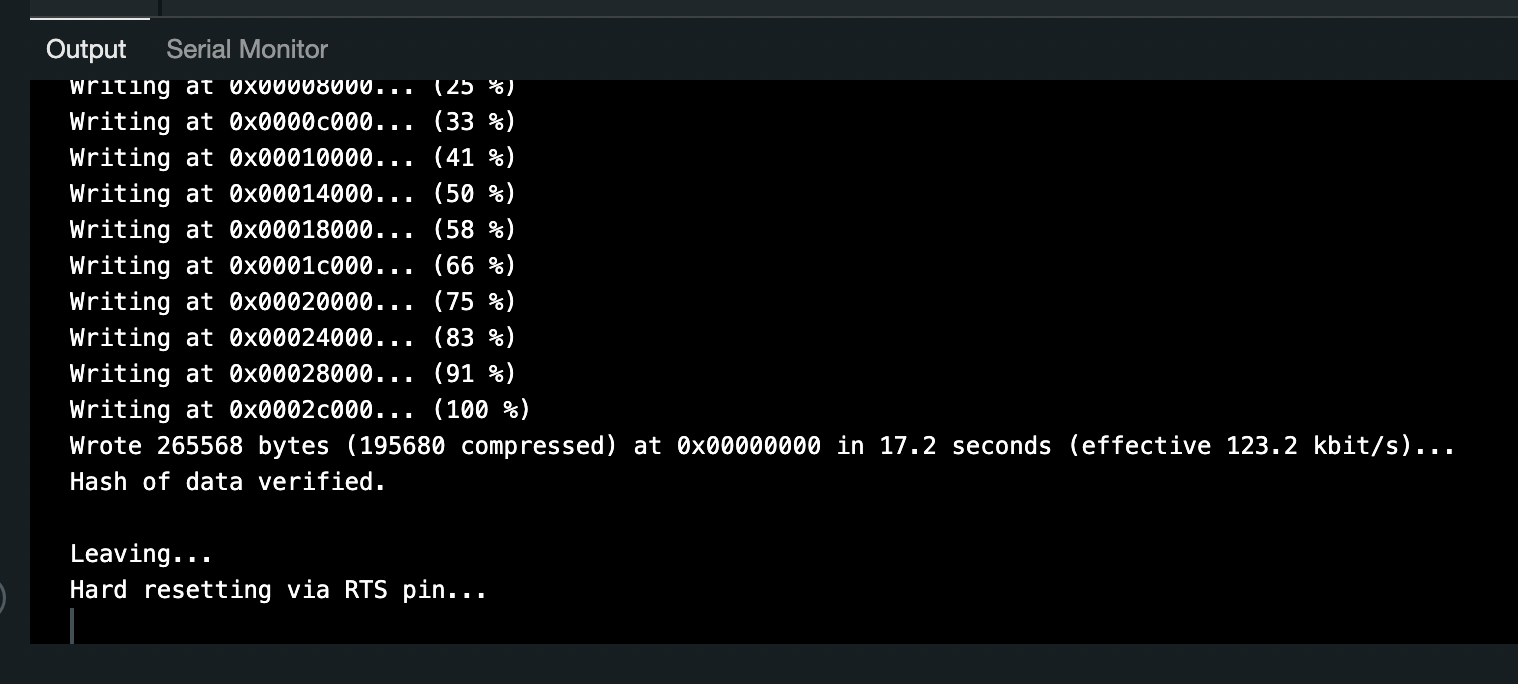 Output
Serial Monitor
Writing at 0x00008000... (25 %)
Writing at 0x0000c000... (33 %)
Writing at 0x00010000... (41 %)
Writing at 0x00014000... (50 %)
Writing at 0x00018000... (58 %)
Writing at 0x0001c000... (66 %)
Writing at 0x00020000... (75 %)
Writing at 0x00024000... (83 %)
Writing at 0x00028000... (91 %)
Writing at 0x0002c000... (100 %)
Wrote 265568 bytes (195680 compressed) at 0x00000000 in 17.2 seconds (effective 123.2 kbit/s)...
Hash of data verified.

Leaving...
Hard resetting via RTS pin...